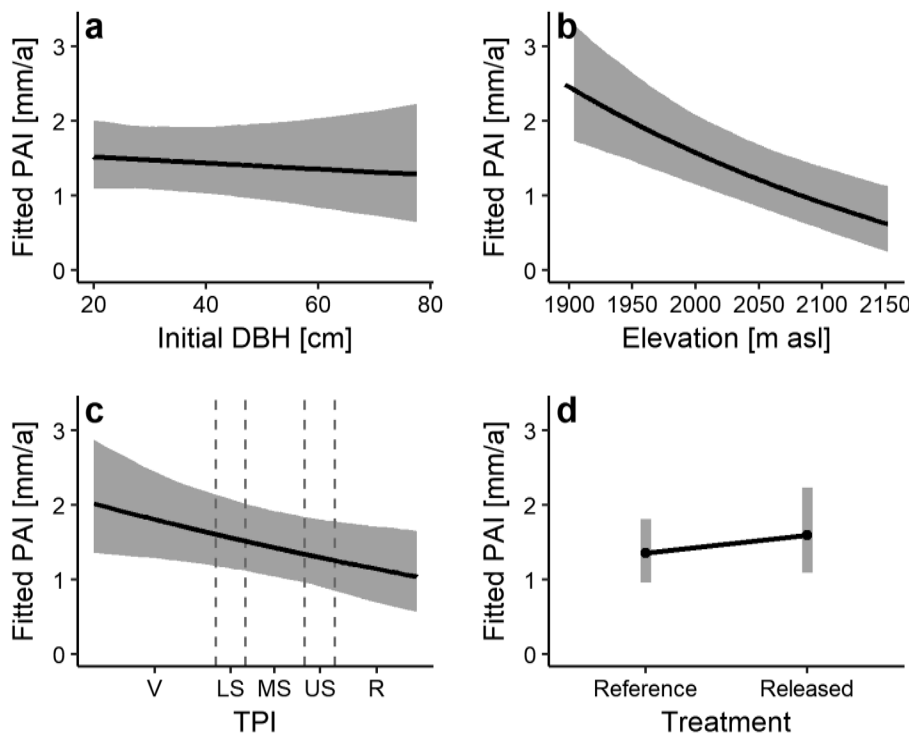 a
Fitted PAI [mm/a]
3
2
1
0
20 40 60 80
Initial DBH [cm]
b
Fitted PAI [mm/a]
3
2
1
0
1900 1950 2000 2050 2100 2150
Elevation [m asl]
c
Fitted PAI [mm/a]
3
2
1
0
V LS MS US R
TPI
d
Fitted PAI [mm/a]
3
2
1
0
Reference Released
Treatment